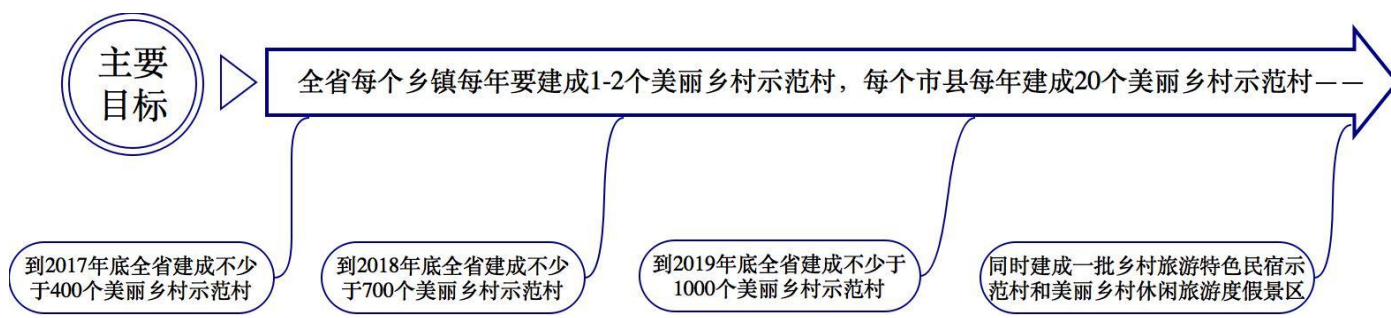 主要
目标
全省每个乡镇每年要建成1-2个美丽乡村示范村，每个市县每年建成20个美丽乡村示范村——
到2017年底全省建成不少
于400个美丽乡村示范村
到2018年底全省建成不少
于700个美丽乡村示范村
到2019年底全省建成不少于
1000个美丽乡村示范村
同时建成一批乡村旅游特色民宿示
范村和美丽乡村休闲旅游度假景区